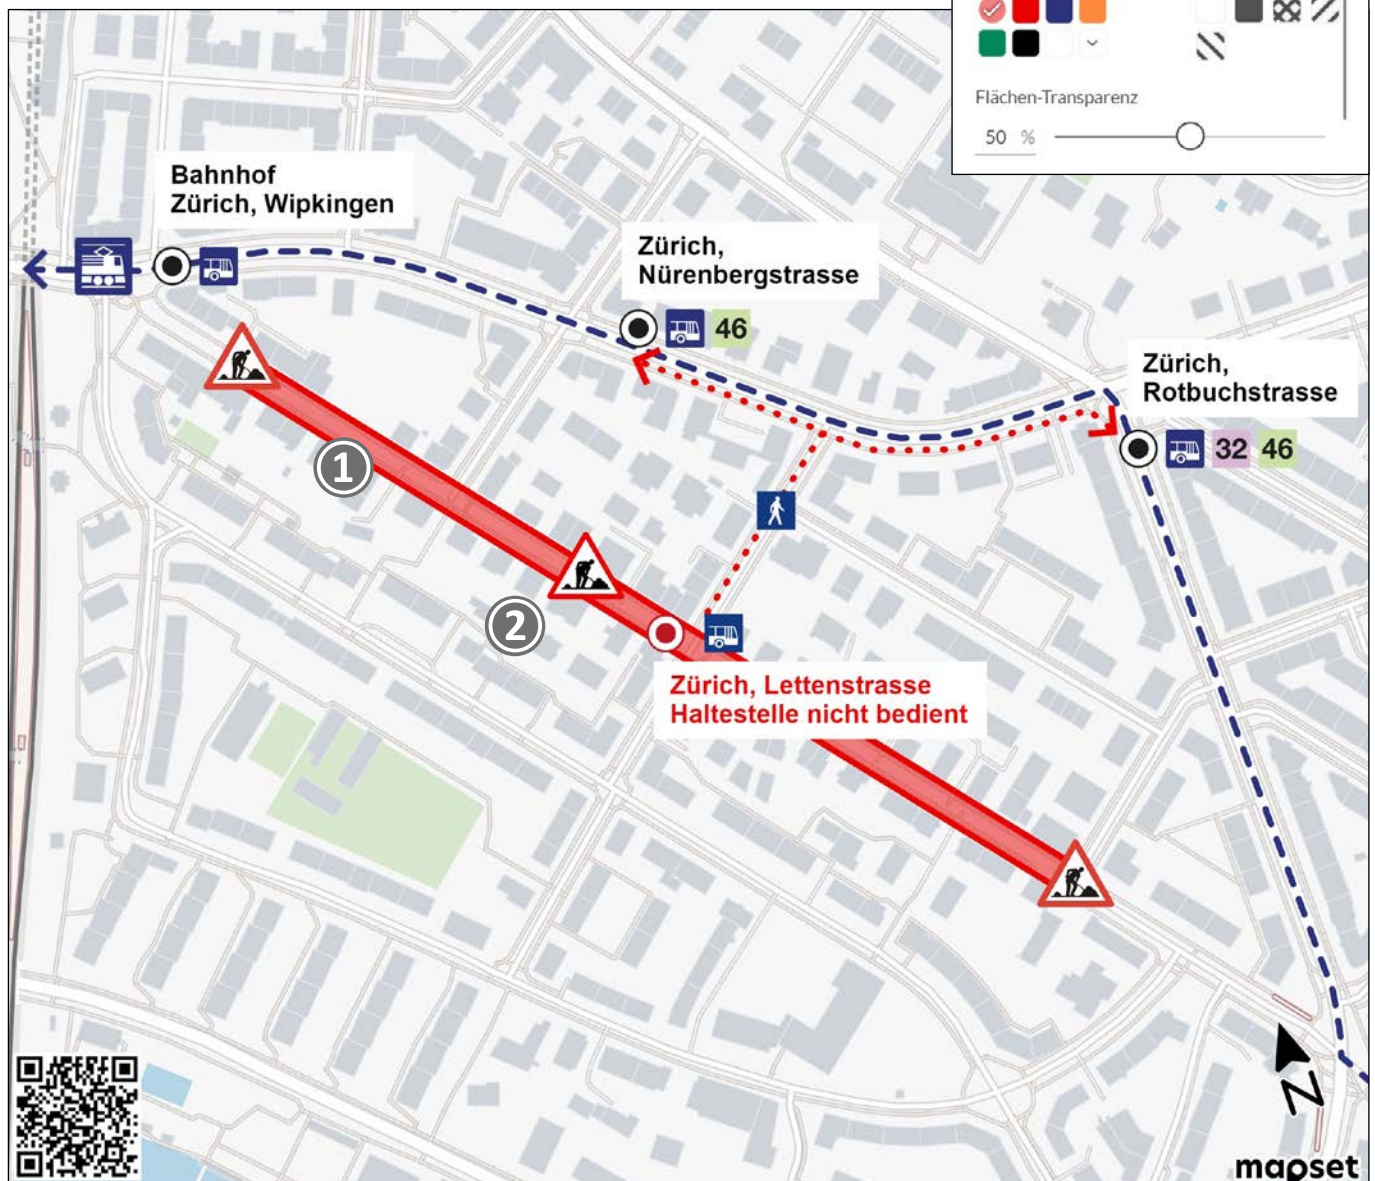 Flächen-Transparenz
50 %
Bahnhof
Zürich, Wipkingen
Zürich,
Nürenbergstrasse
46
Zürich,
Rotbuchstrasse
32 46
1
2
Zürich, Lettenstrasse
Haltestelle nicht bedient
N
mapset